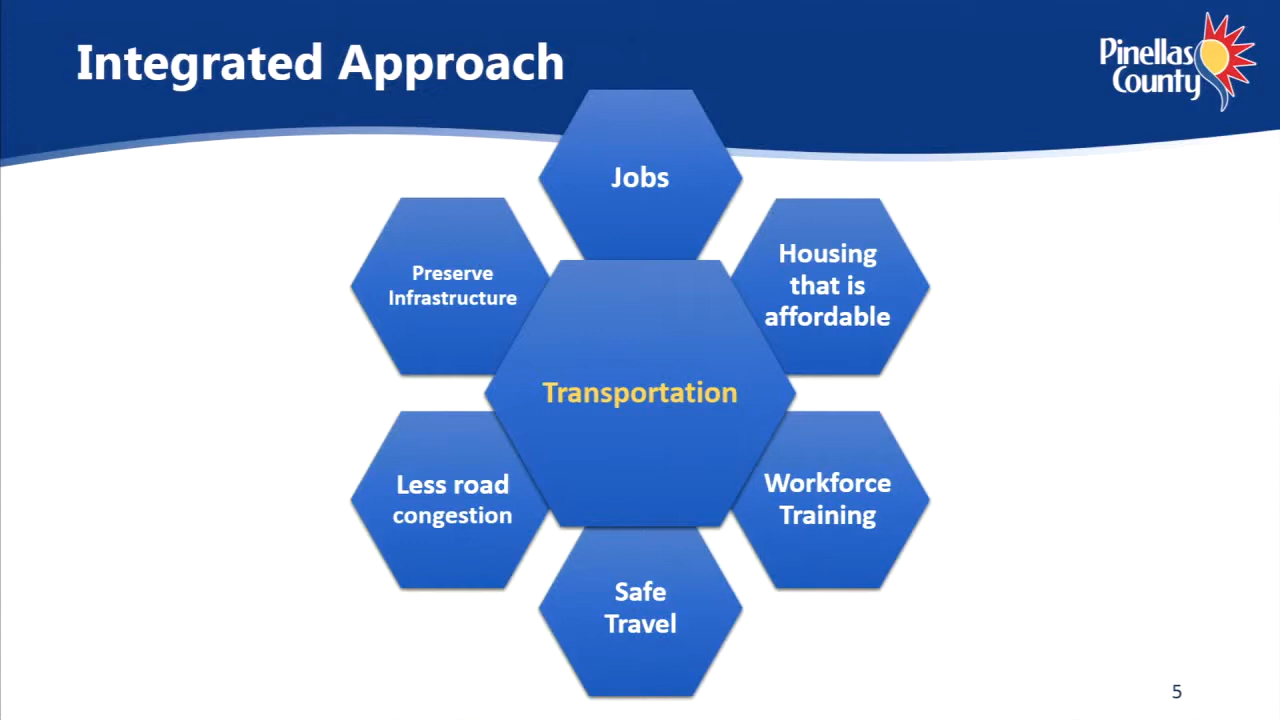 Integrated Approach
Pinellas
County
Jobs
Preserve
Infrastructure
Housing
that is
affordable
Transportation
Less road
congestion
Workforce
Training
Safe
Travel
5